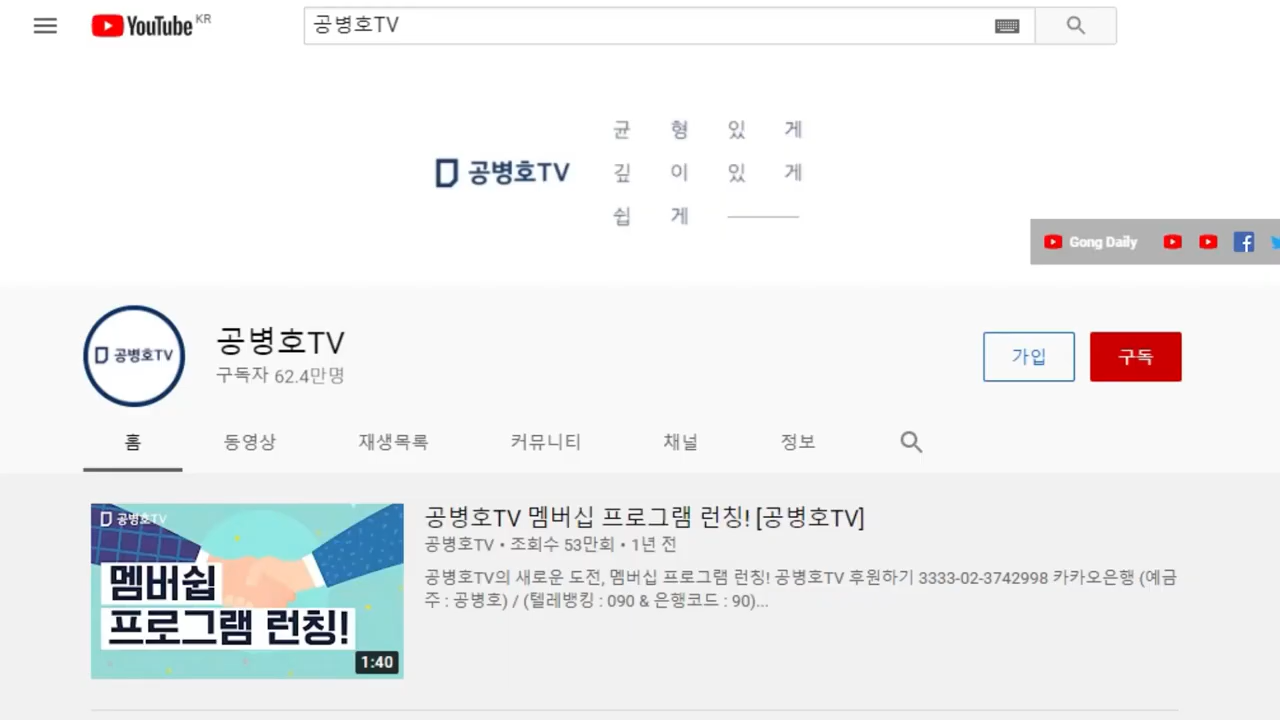 YouTube KR
공병호TV
균 형 있 게
공병호TV
깊 이 있 게
쉽 게
Gong Daily
공병호TV
공병호TV
구독자 62.4만명
가입
구독
홈 동영상 재생목록 커뮤니티 채널 정보
공병호TV
멤버쉽
프로그램 런칭!
1:40
공병호TV 멤버십 프로그램 런칭! [공병호TV]
공병호TV • 조회수 53만회 • 1년 전
공병호TV의 새로운 도전, 멤버십 프로그램 런칭! 공병호TV 후원하기 3333-02-3742998 카카오은행 (예금
주 : 공병호) / (텔레뱅킹 : 090 & 은행코드 : 90)...